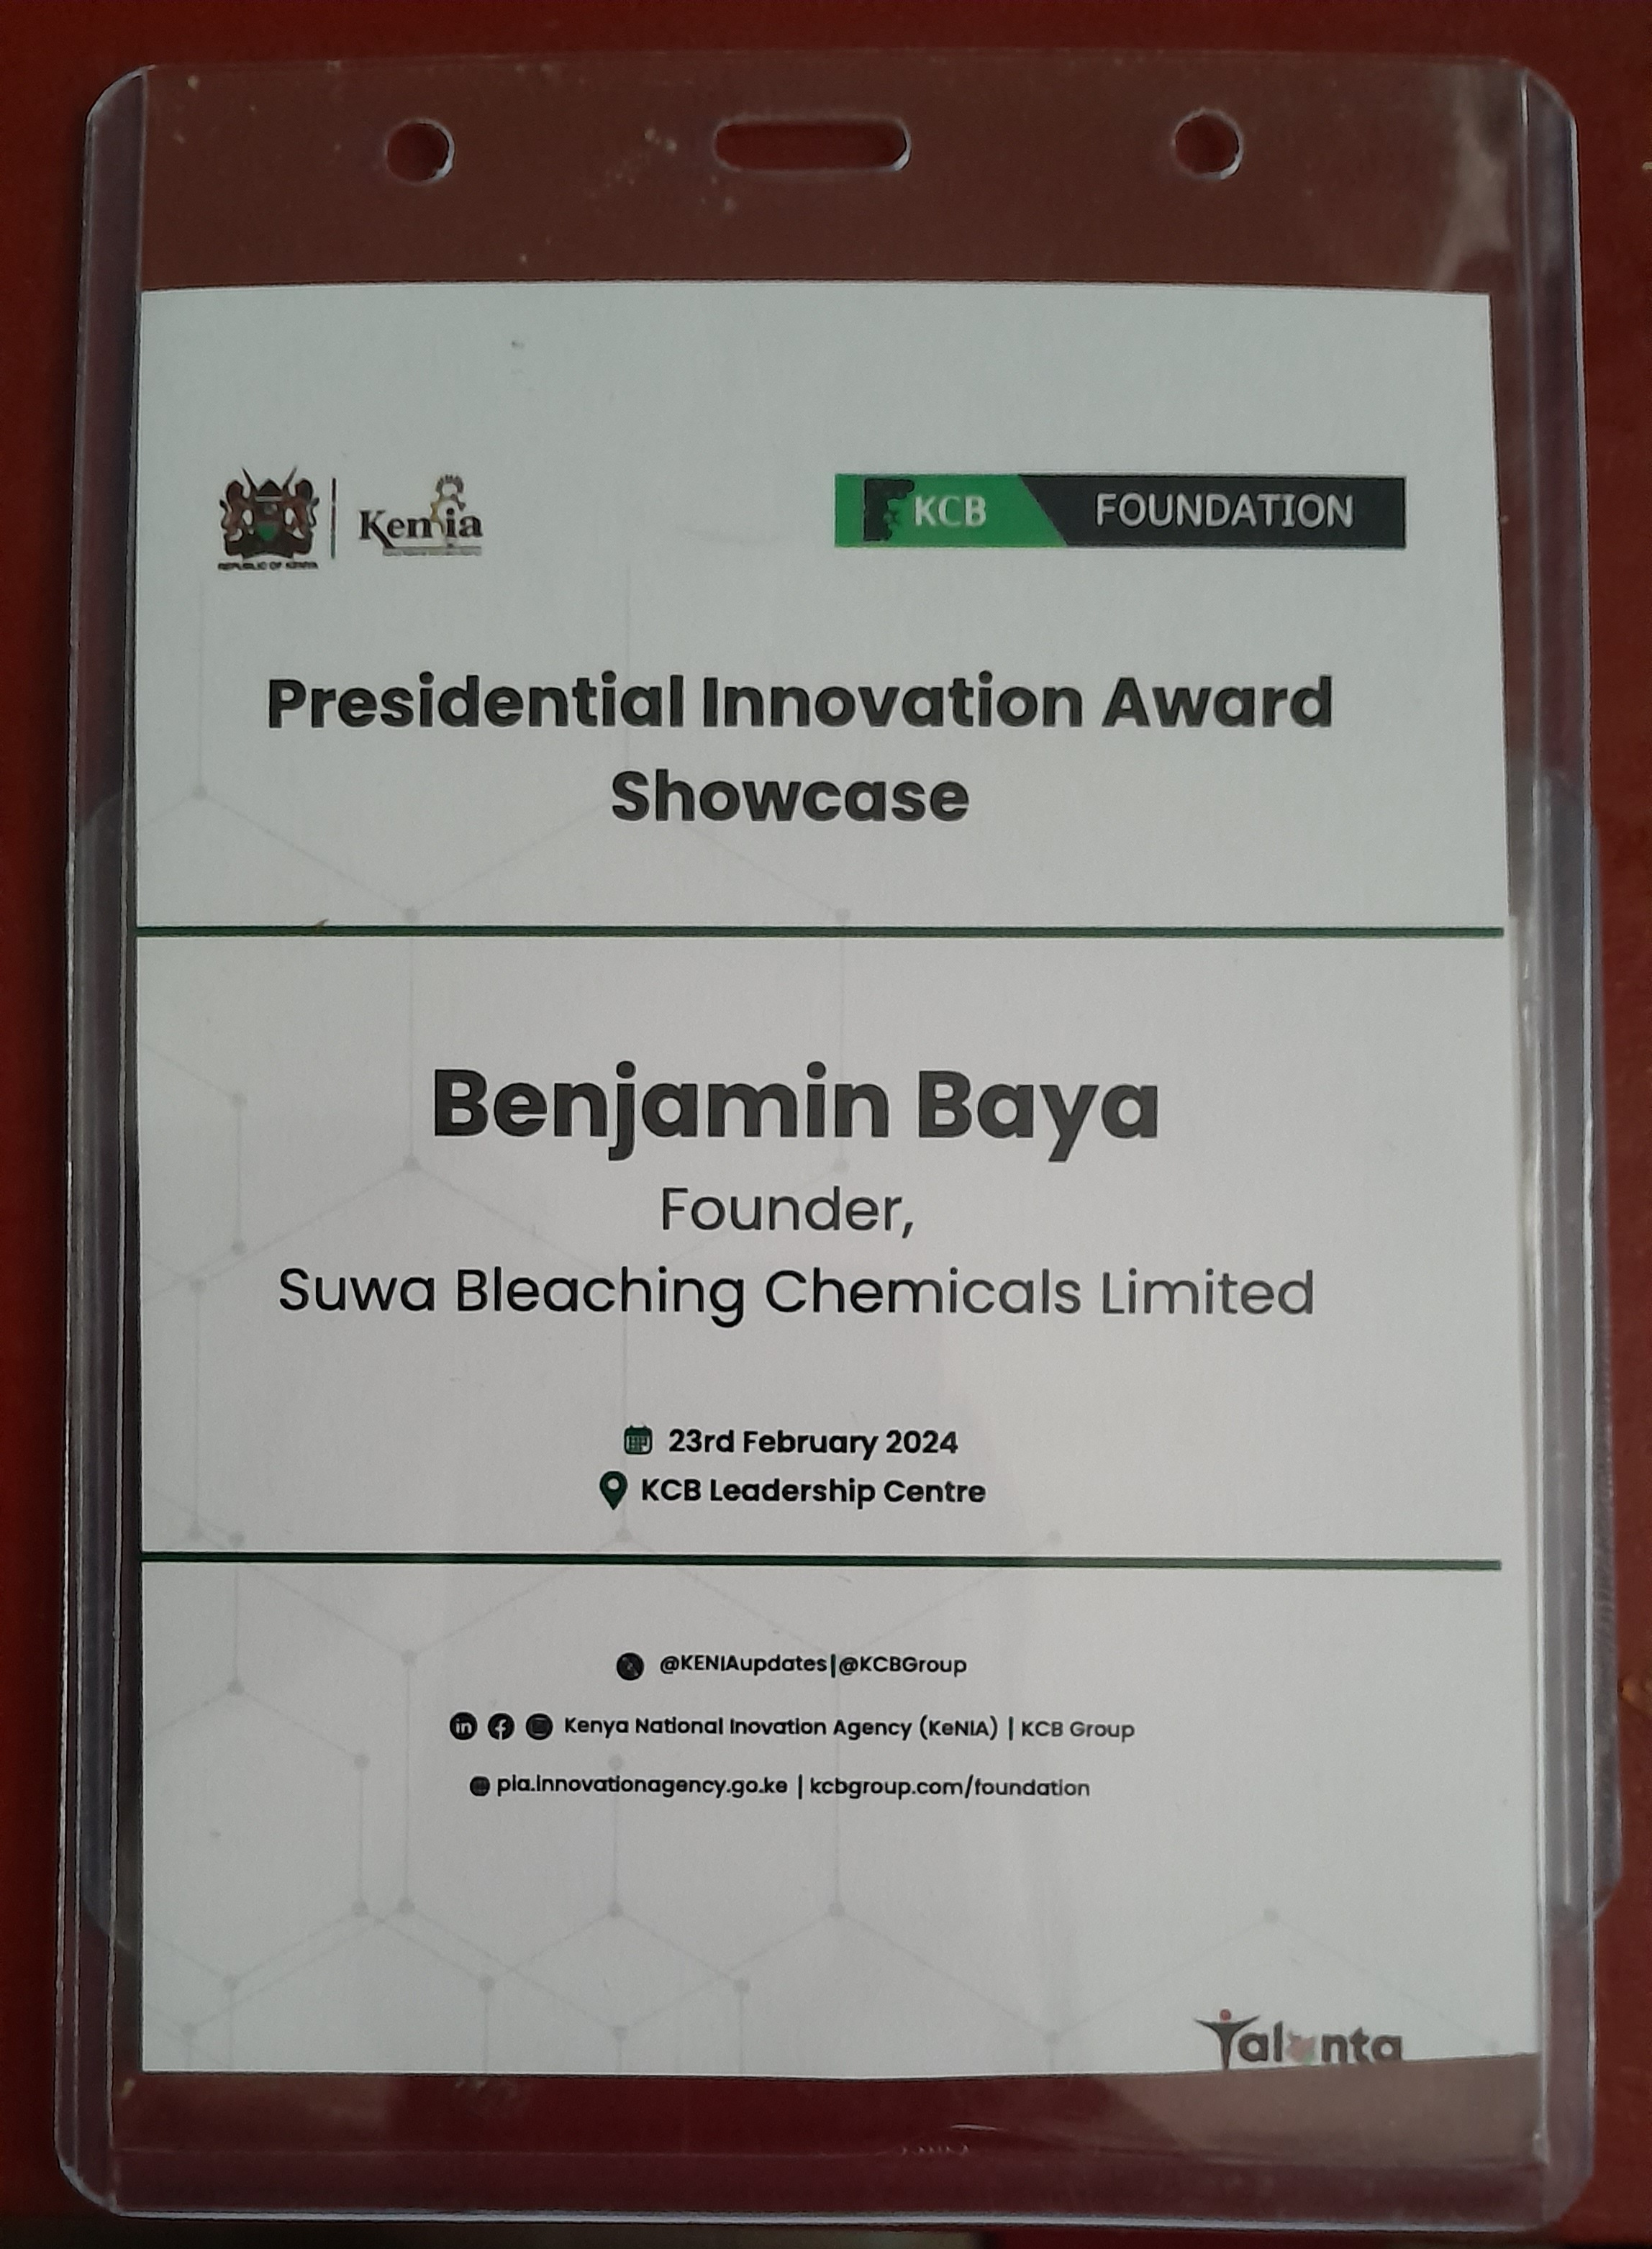 REPUBLIC OF KENYA
Kenia
KCB FOUNDATION
Presidential Innovation Award
Showcase
Benjamin Baya
Founder,
Suwa Bleaching Chemicals Limited
23rd February 2024
KCB Leadership Centre
@KENIAupdates|@KCBGroup
Kenya National Inovation Agency (KeNIA) | KCB Group
pia.innovationagency.go.ke | kcbgroup.com/foundation
Talanta